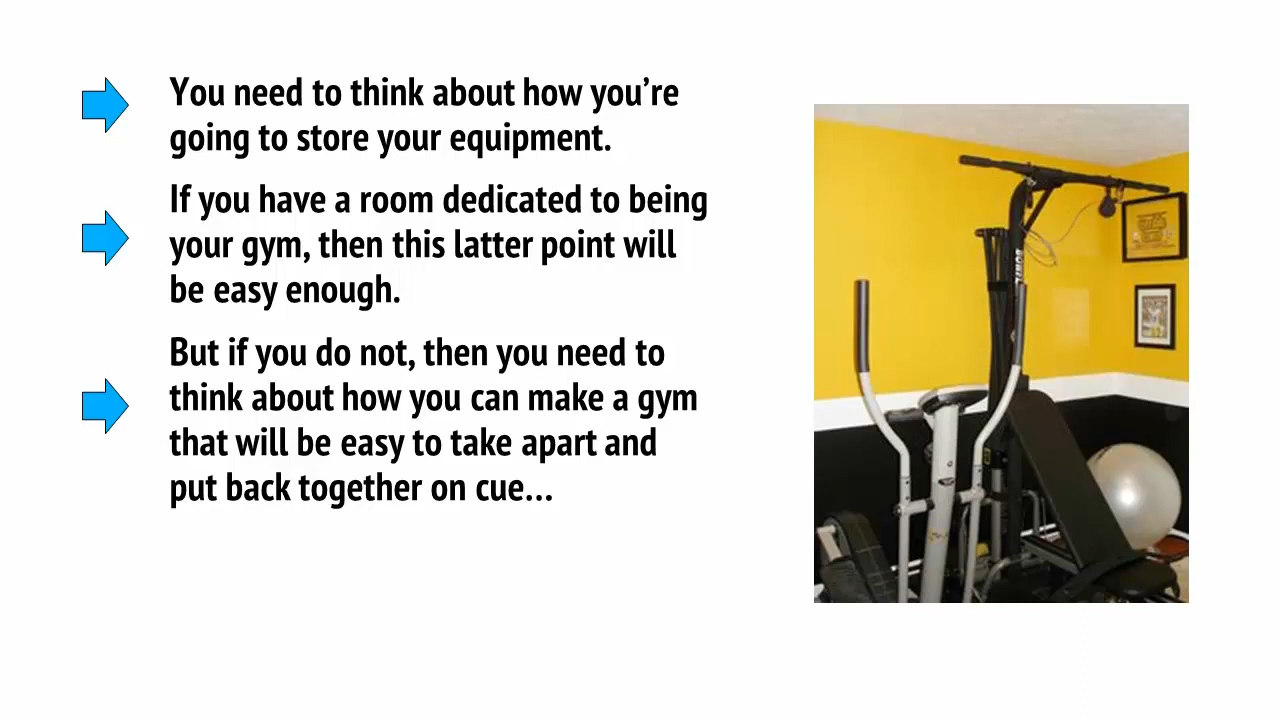 You need to think about how you’re
going to store your equipment.
If you have a room dedicated to being
your gym, then this latter point will
be easy enough.
But if you do not, then you need to
think about how you can make a gym
that will be easy to take apart and
put back together on cue...